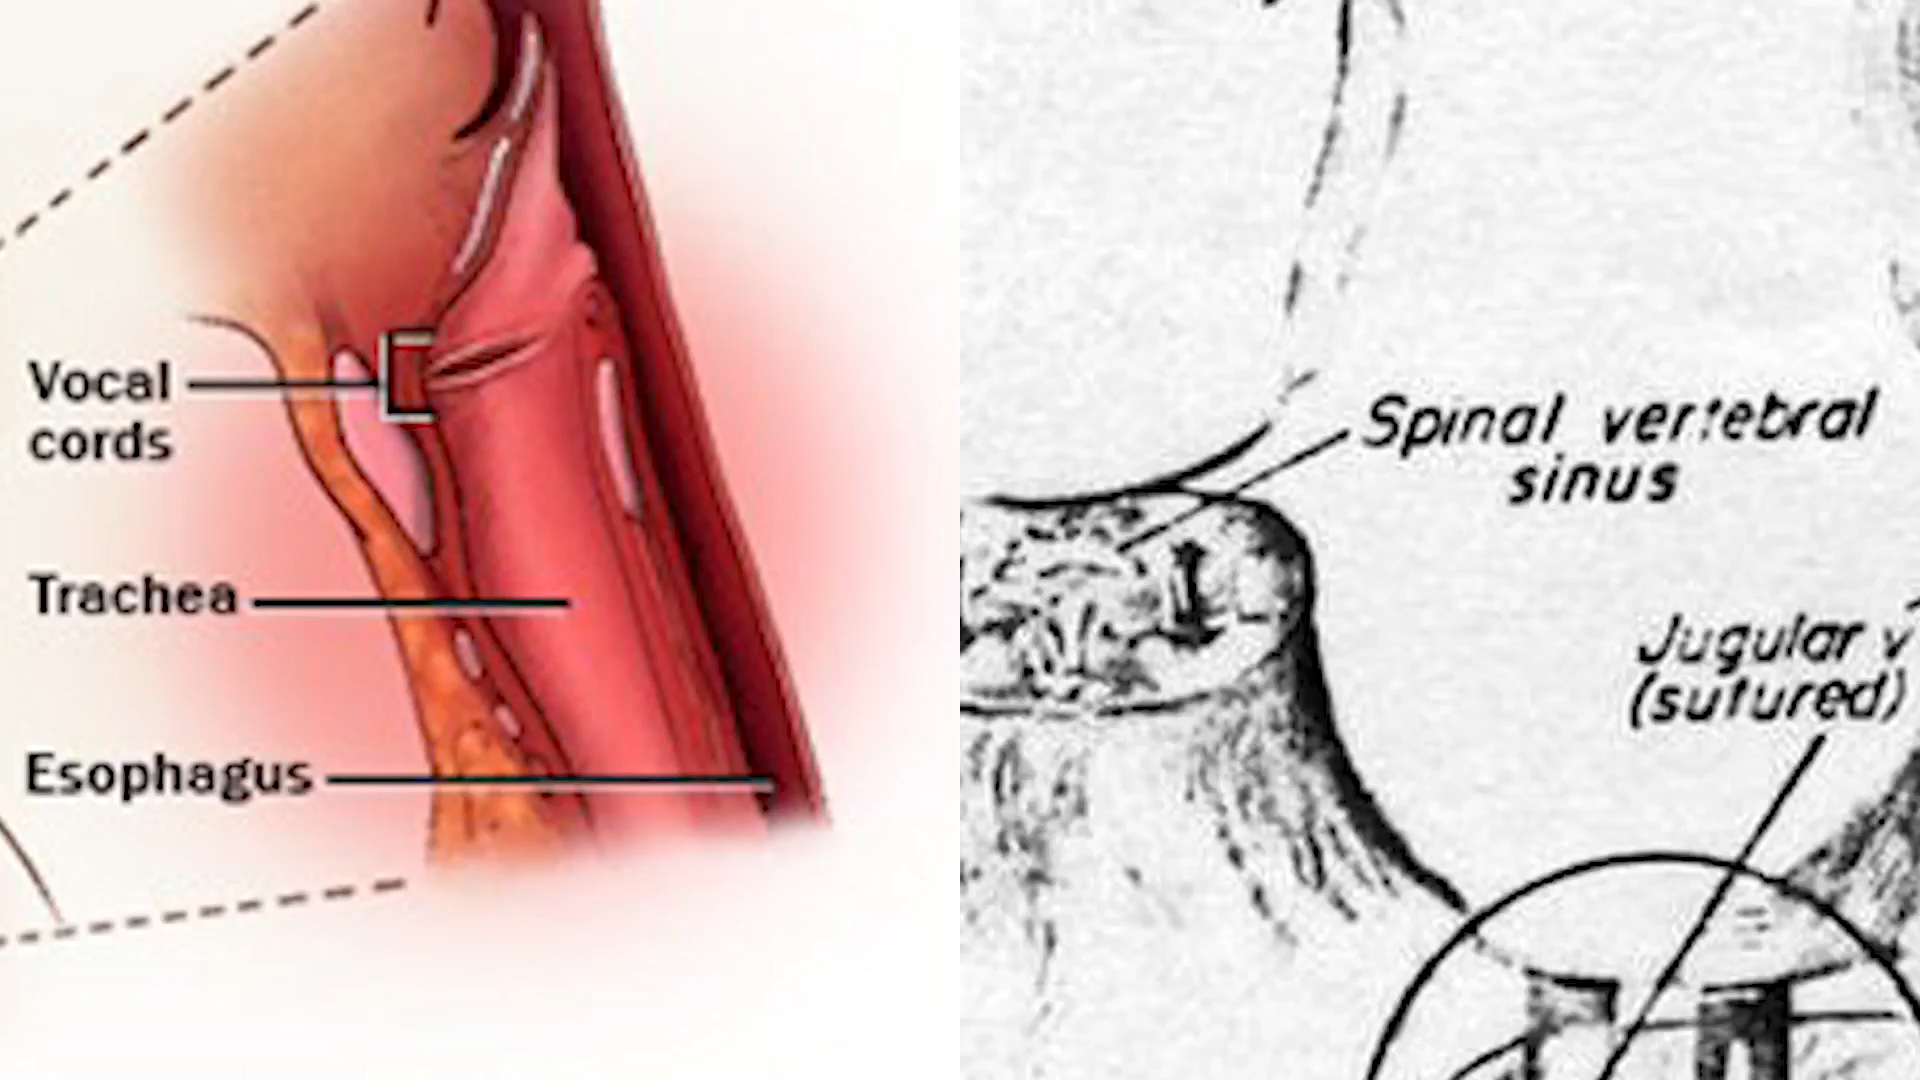 Vocal
cords
Trachea
Esophagus
Spinal vertebral
sinus
Jugular v
(sutured)